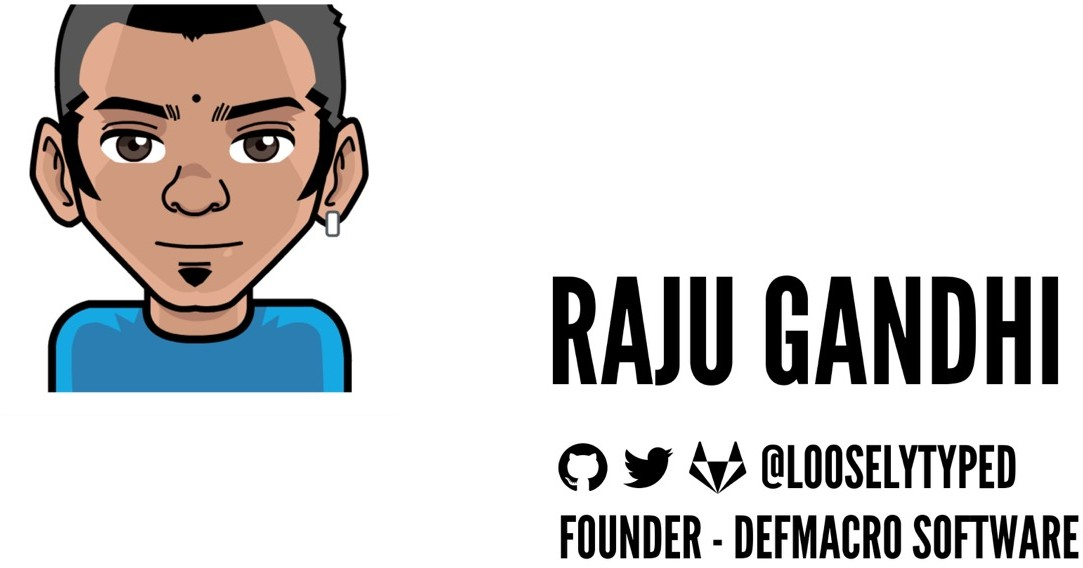 RAJU GANDHI
@LOOSELYTYPED
FOUNDER - DEFMACRO SOFTWARE